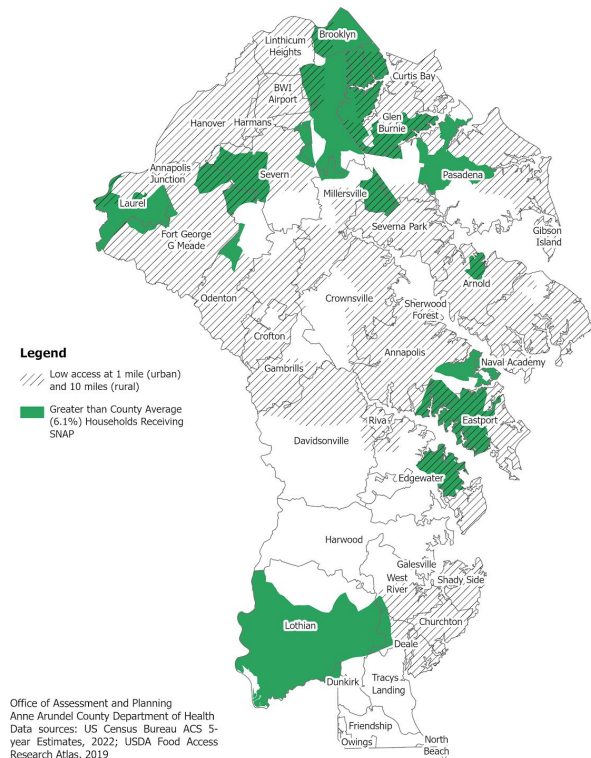 Brooklyn
Linthicum
Heights
Curtis Bay
BWI
Airport
Hanover
Harmans
Glen
Burnie
Annapolis
Junction
Severn
Pasadena
Laurel
Millersville
Fort George
G Meade
Severna Park
Gibson
Island
Arnold
Odenton
Crownsville
Sherwood
Forest
Crofton
Annapolis
Naval Academy
Legend
Low access at 1 mile (urban)
and 10 miles (rural)
Greater than County Average
(6.1%) Households Receiving
SNAP
Gambrills
Riva
Eastport
Davidsonville
Edgewater
Harwood
Galesville
West
River
Shady Side
Lothian
Churchton
Deale
Dunkirk
Tracys
Landing
Friendship
Owings
North
Beach
Office of Assessment and Planning
Anne Arundel County Department of Health
Data sources: US Census Bureau ACS 5-
year Estimates, 2022; USDA Food Access
Research Atlas, 2019